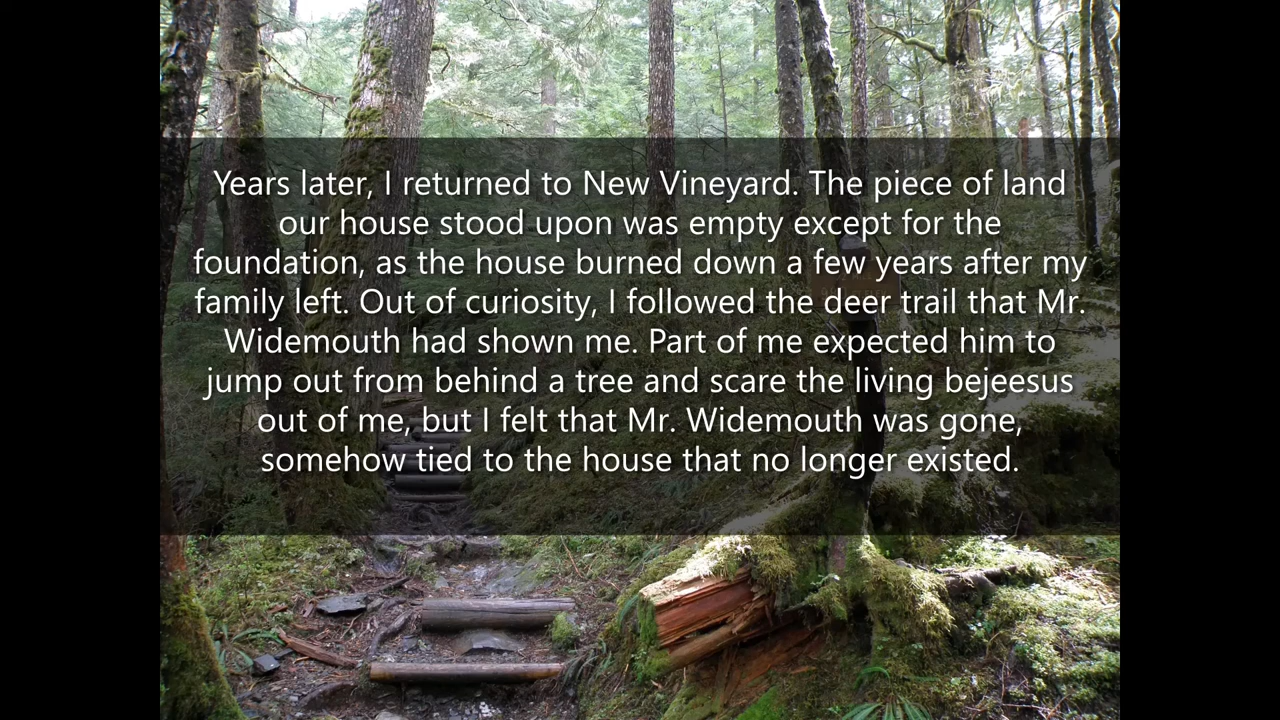 Years later, I returned to New Vineyard. The piece of land
our house stood upon was empty except for the
foundation, as the house burned down a few years after my
family left. Out of curiosity, I followed the deer trail that Mr.
Widemouth had shown me. Part of me expected him to
jump out from behind a tree and scare the living bejeesus
out of me, but I felt that Mr. Widemouth was gone,
somehow tied to the house that no longer existed.